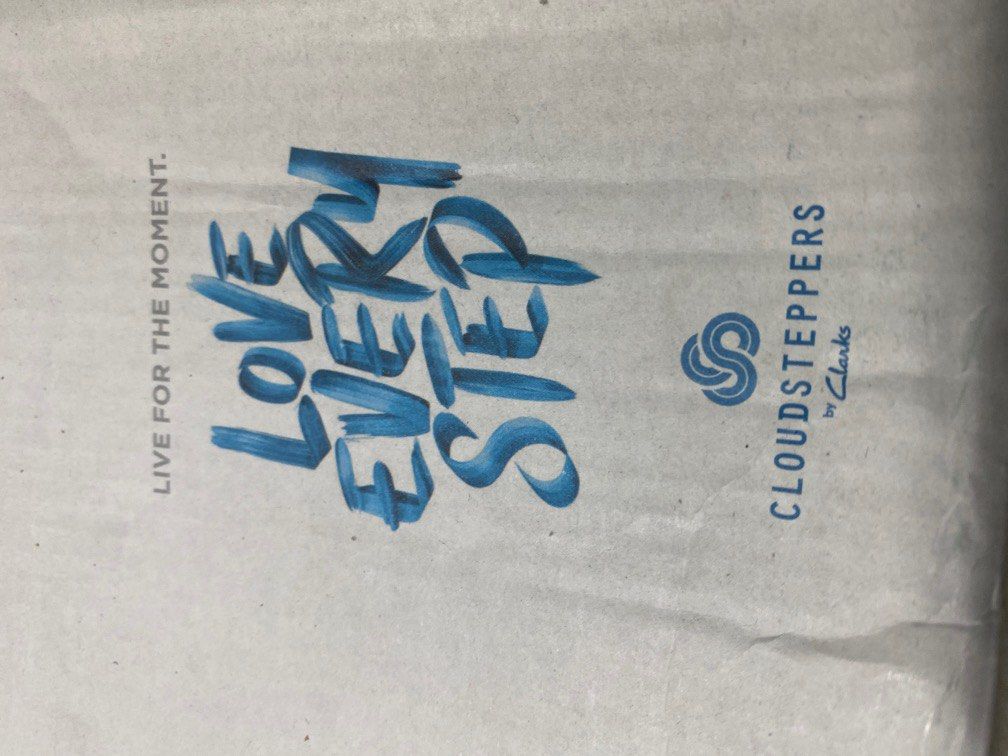 LIVE FOR THE MOMENT.
LOVE
EVERY
STEP
CLOUDSTEPPERS
by Clarks